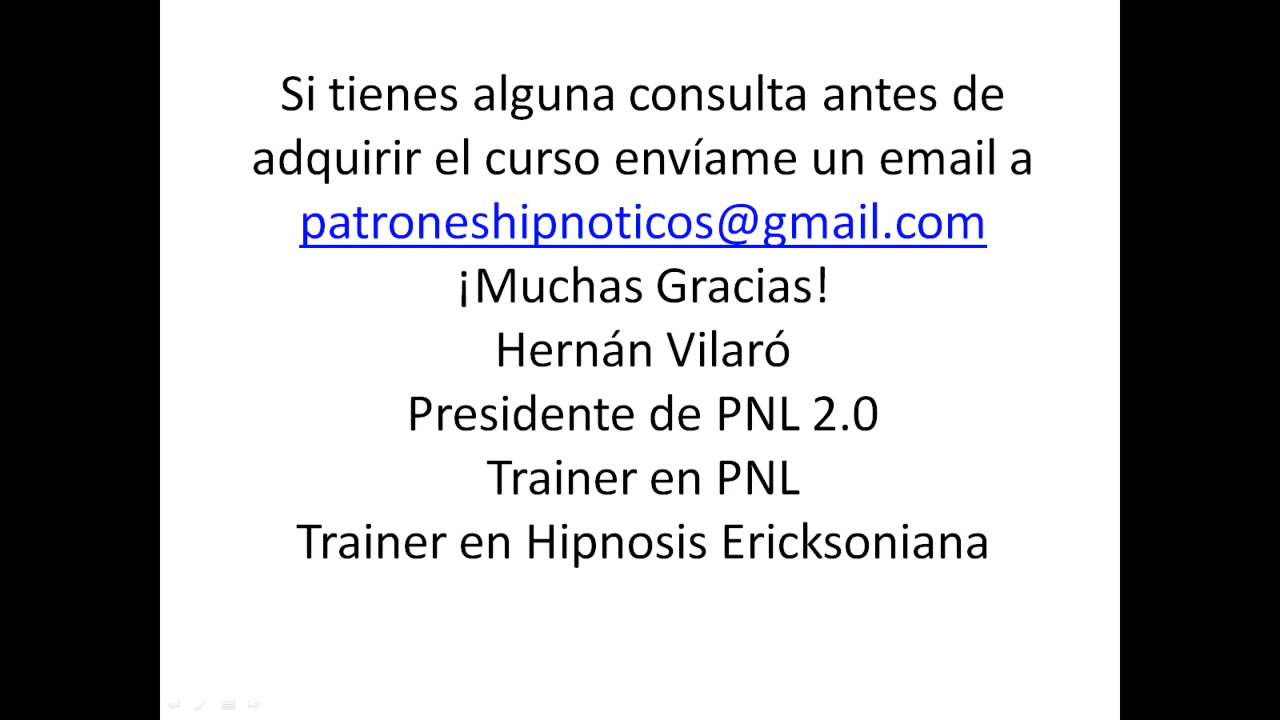 Si tienes alguna consulta antes de
adquirir el curso envíame un email a
patroneshipnoticos@gmail.com
¡Muchas Gracias!
Hernán Vilaró
Presidente de PNL 2.0
Trainer en PNL
Trainer en Hipnosis Ericksoniana